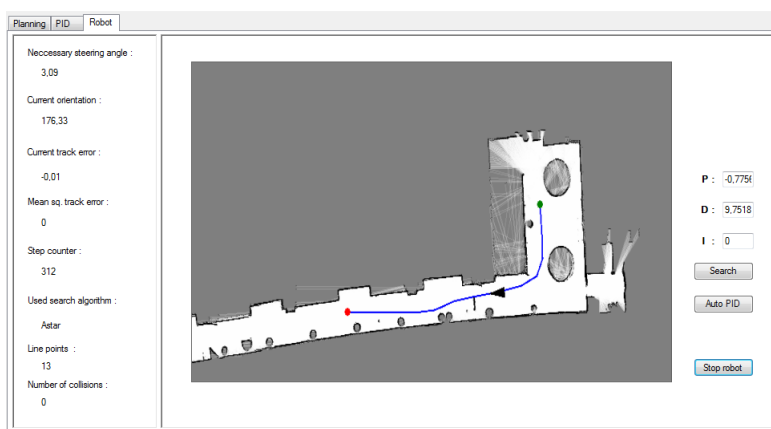 Planning PID Robot
Neccessary steering angle :
3,09
Current orientation :
176,33
Current track error :
-0,01
Mean sq. track error :
0
Step counter :
312
Used search algorithm :
Astar
Line points :
13
Number of collisions :
0
P : -0,7756
D : 9,7518
I : 0
Search
Auto PID
Stop robot